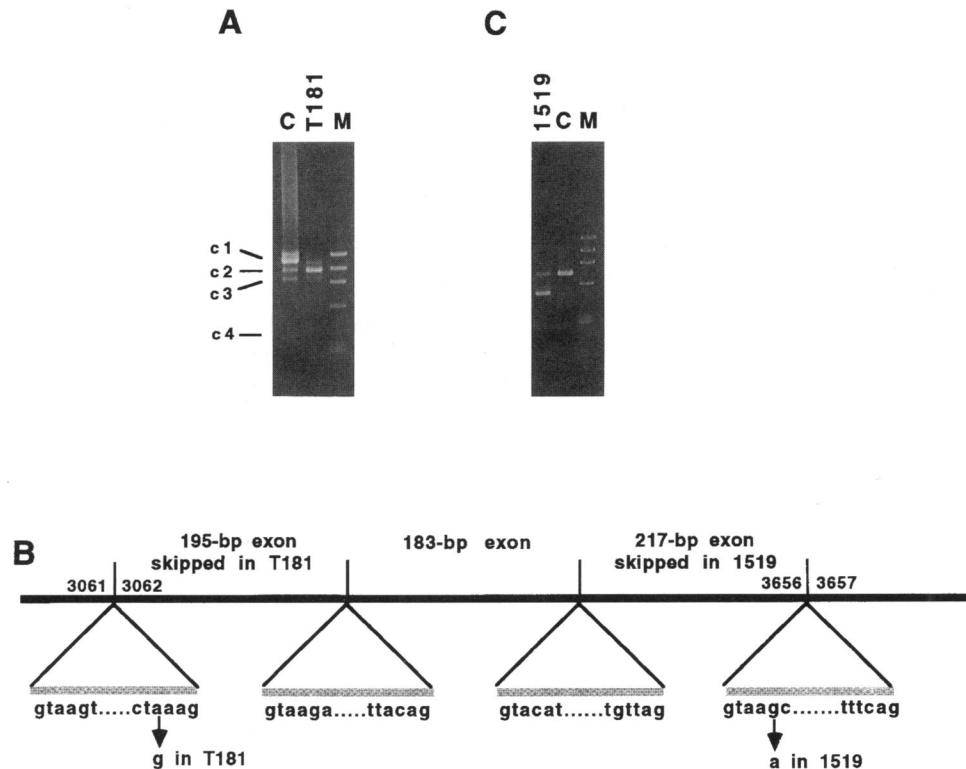 A
C
C T181 M
1519 C M
c1
c2
c3
c4
B
195-bp exon
skipped in T181
183-bp exon
217-bp exon
skipped in 1519
3061 3062
3656 3657
gtaagt.....ctaaag
gtaaga.....ttacag
gtacat......tgttag
gtaagc.......tttcag
g in T181
a in 1519